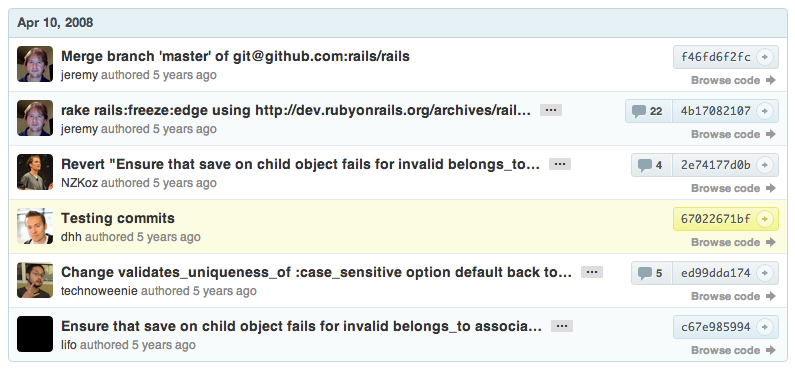 Apr 10, 2008
Merge branch 'master' of git@github.com:rails/rails
f46fd6f2fc
jeremy authored 5 years ago
Browse code
rake rails:freeze:edge using http://dev.rubyonrails.org/archives/rail… ...
22 4b17082107
jeremy authored 5 years ago
Browse code
Revert "Ensure that save on child object fails for invalid belongs_to… ...
4 2e74177d0b
NZKoz authored 5 years ago
Browse code
Testing commits
67022671bf
dhh authored 5 years ago
Browse code
Change validates_uniqueness_of :case_sensitive option default back to… ...
5 ed99dda174
technoweenie authored 5 years ago
Browse code
Ensure that save on child object fails for invalid belongs_to associa… ...
c67e985994
lifo authored 5 years ago
Browse code